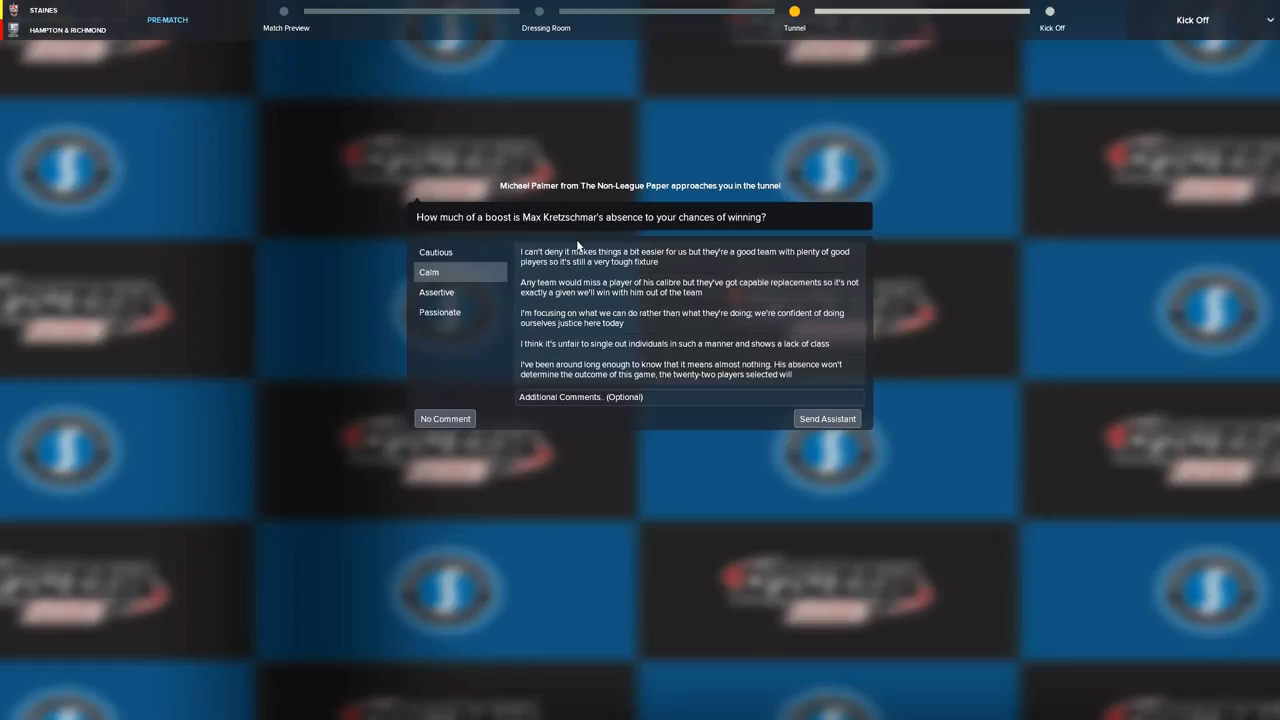 STAINES
HAMPTON & RICHMOND
PRE-MATCH
Match Preview
Dressing Room
Tunnel
Kick Off
Kick Off
Michael Palmer from The Non-League Paper approaches you in the tunnel
How much of a boost is Max Kretzschmar's absence to your chances of winning?
Cautious
Calm
Assertive
Passionate
I can't deny it makes things a bit easier for us but they're a good team with plenty of good
players so it's still a very tough fixture
Any team would miss a player of his calibre but they've got capable replacements so it's not
exactly a given we'll win with him out of the team
I'm focusing on what we can do rather than what they're doing; we're confident of doing
ourselves justice here today
I think it's unfair to single out individuals in such a manner and shows a lack of class
I've been around long enough to know that it means almost nothing. His absence won't
determine the outcome of this game, the twenty-two players selected will
Additional Comments.. (Optional)
No Comment
Send Assistant